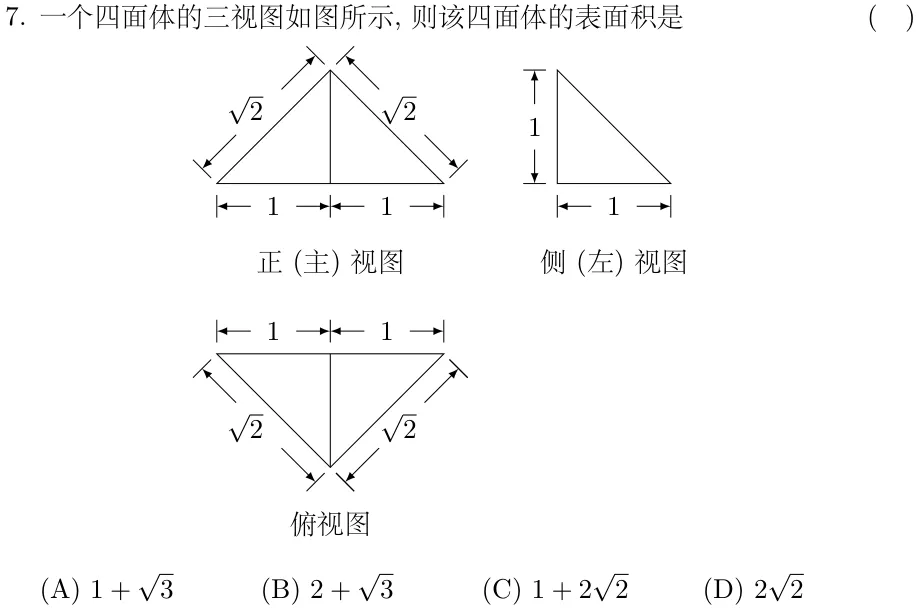 7. 一个四面体的三视图如图所示, 则该四面体的表面积是 ( )
√2 √2
1
1 1 1
正 (主) 视图 侧 (左) 视图
1 1
√2 √2
俯视图
(A) 1 + √3 (B) 2 + √3 (C) 1 + 2√2 (D) 2√2